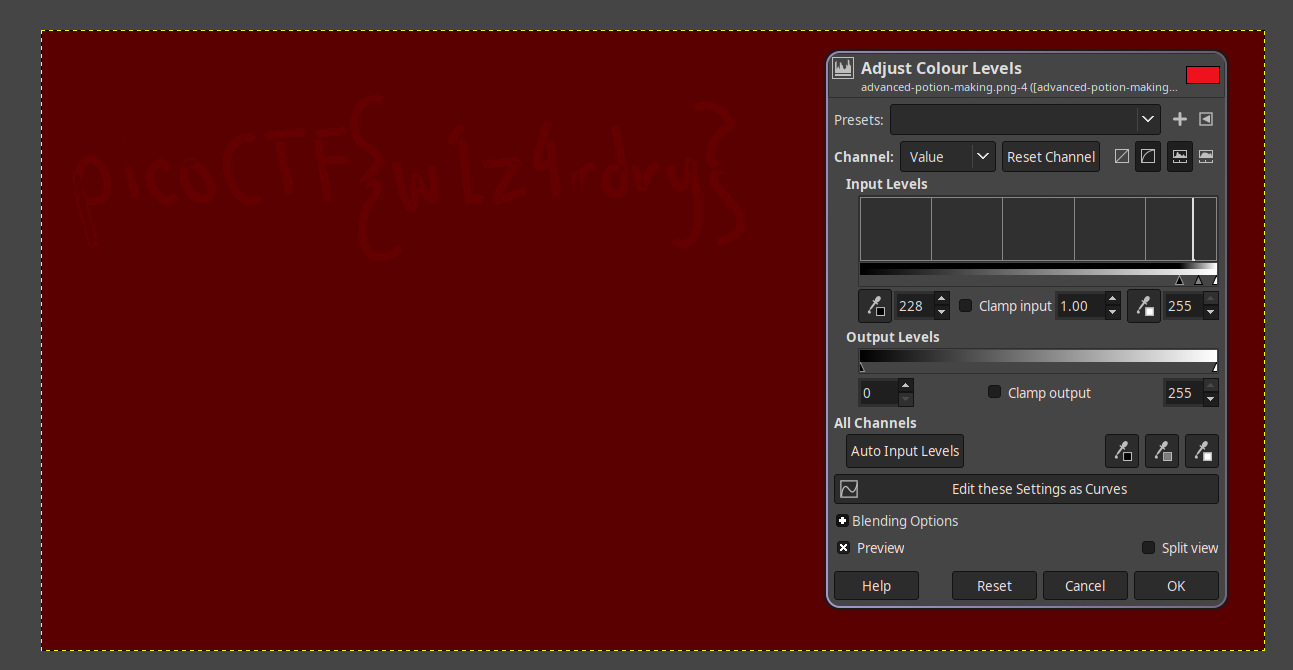 picoCTF{w1z4rdry}
Adjust Colour Levels
advanced-potion-making.png-4 ([advanced-potion-making...
Presets:
Channel: Value Reset Channel
Input Levels
228 Clamp input 1.00 255
Output Levels
0 Clamp output 255
All Channels
Auto Input Levels
Edit these Settings as Curves
Blending Options
Preview Split view
Help Reset Cancel OK